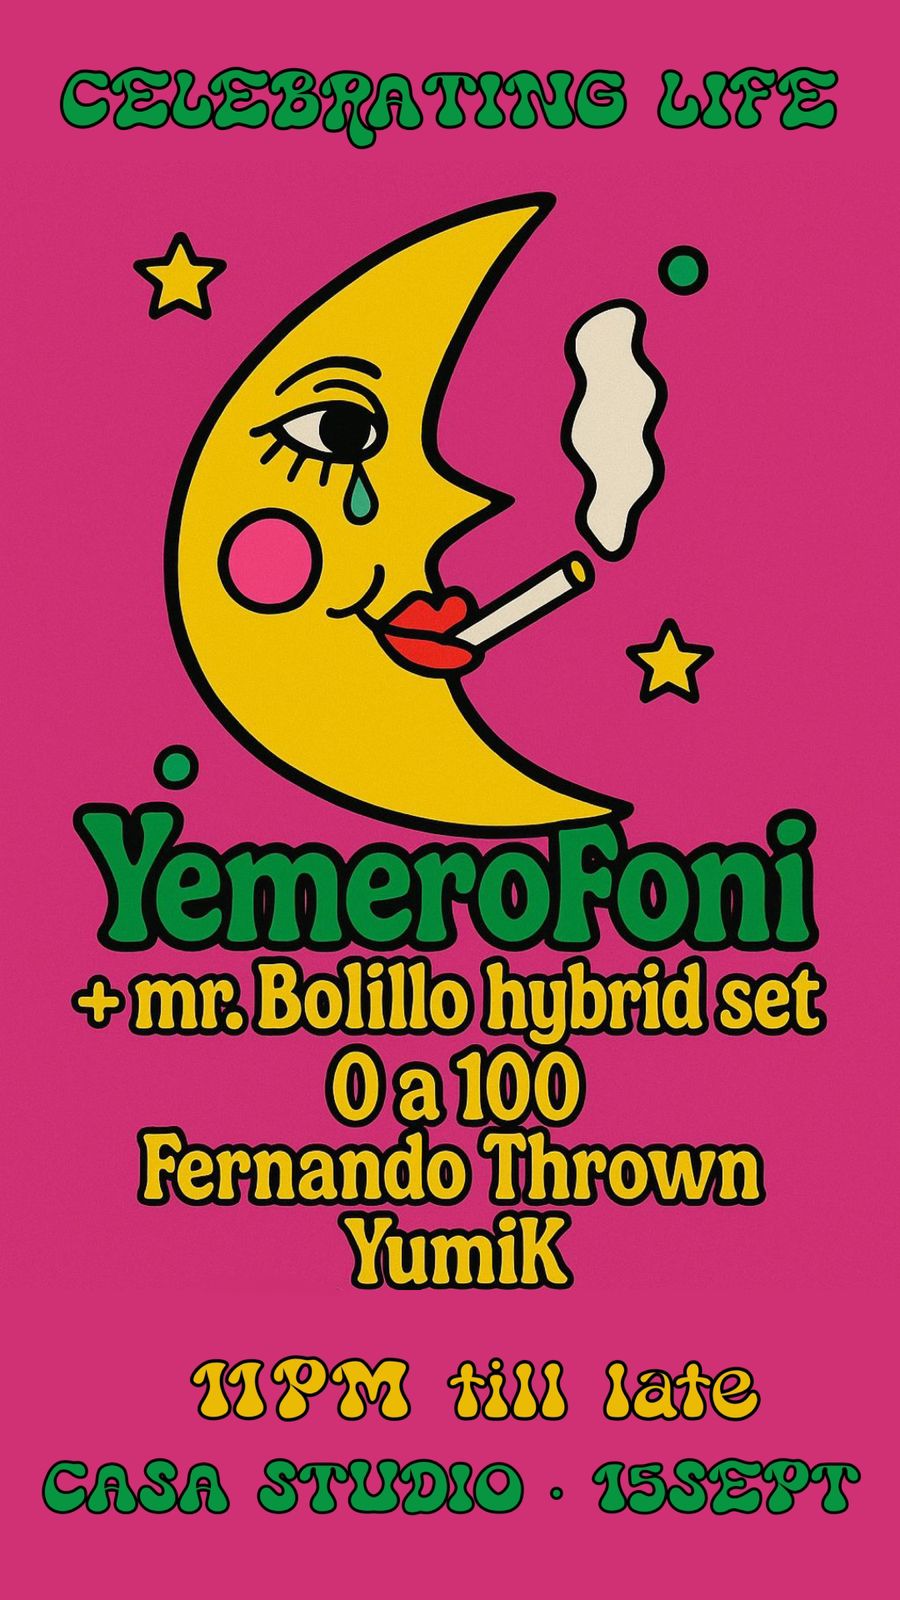 CELEBRATING LIFE
YemeroFoni
+ mr. Bolillo hybrid set
0 a 100
Fernando Thrown
YumiK
11PM till late
CASA STUDIO · 15SEPT